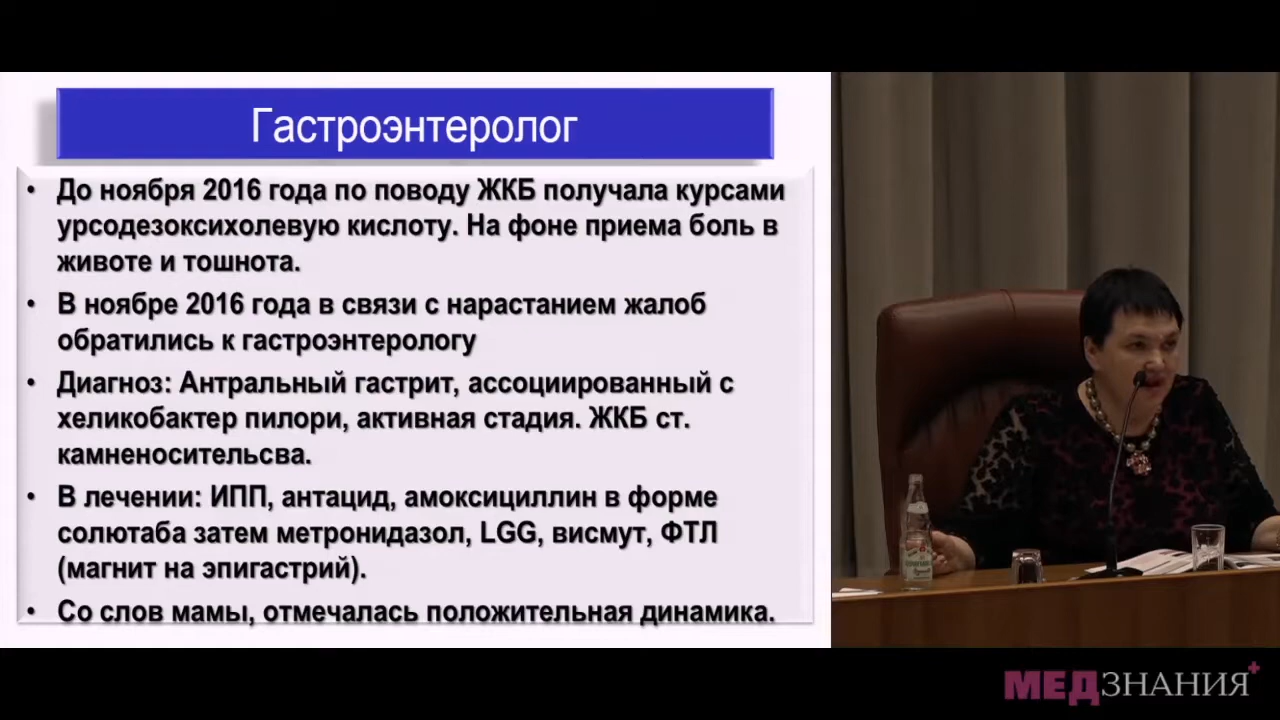 Гастроэнтеролог
• До ноября 2016 года по поводу ЖКБ получала курсами
урсодезоксихолевую кислоту. На фоне приема боль в
животе и тошнота.
• В ноябре 2016 года в связи с нарастанием жалоб
обратились к гастроэнтерологу
• Диагноз: Антральный гастрит, ассоциированный с
хеликобактер пилори, активная стадия. ЖКБ ст.
камненосительсва.
• В лечении: ИПП, антацид, амоксициллин в форме
солютаба затем метронидазол, LGG, висмут, ФТЛ
(магнит на эпигастрий).
• Со слов мамы, отмечалась положительная динамика.
МЕДЗНАНИЯ+